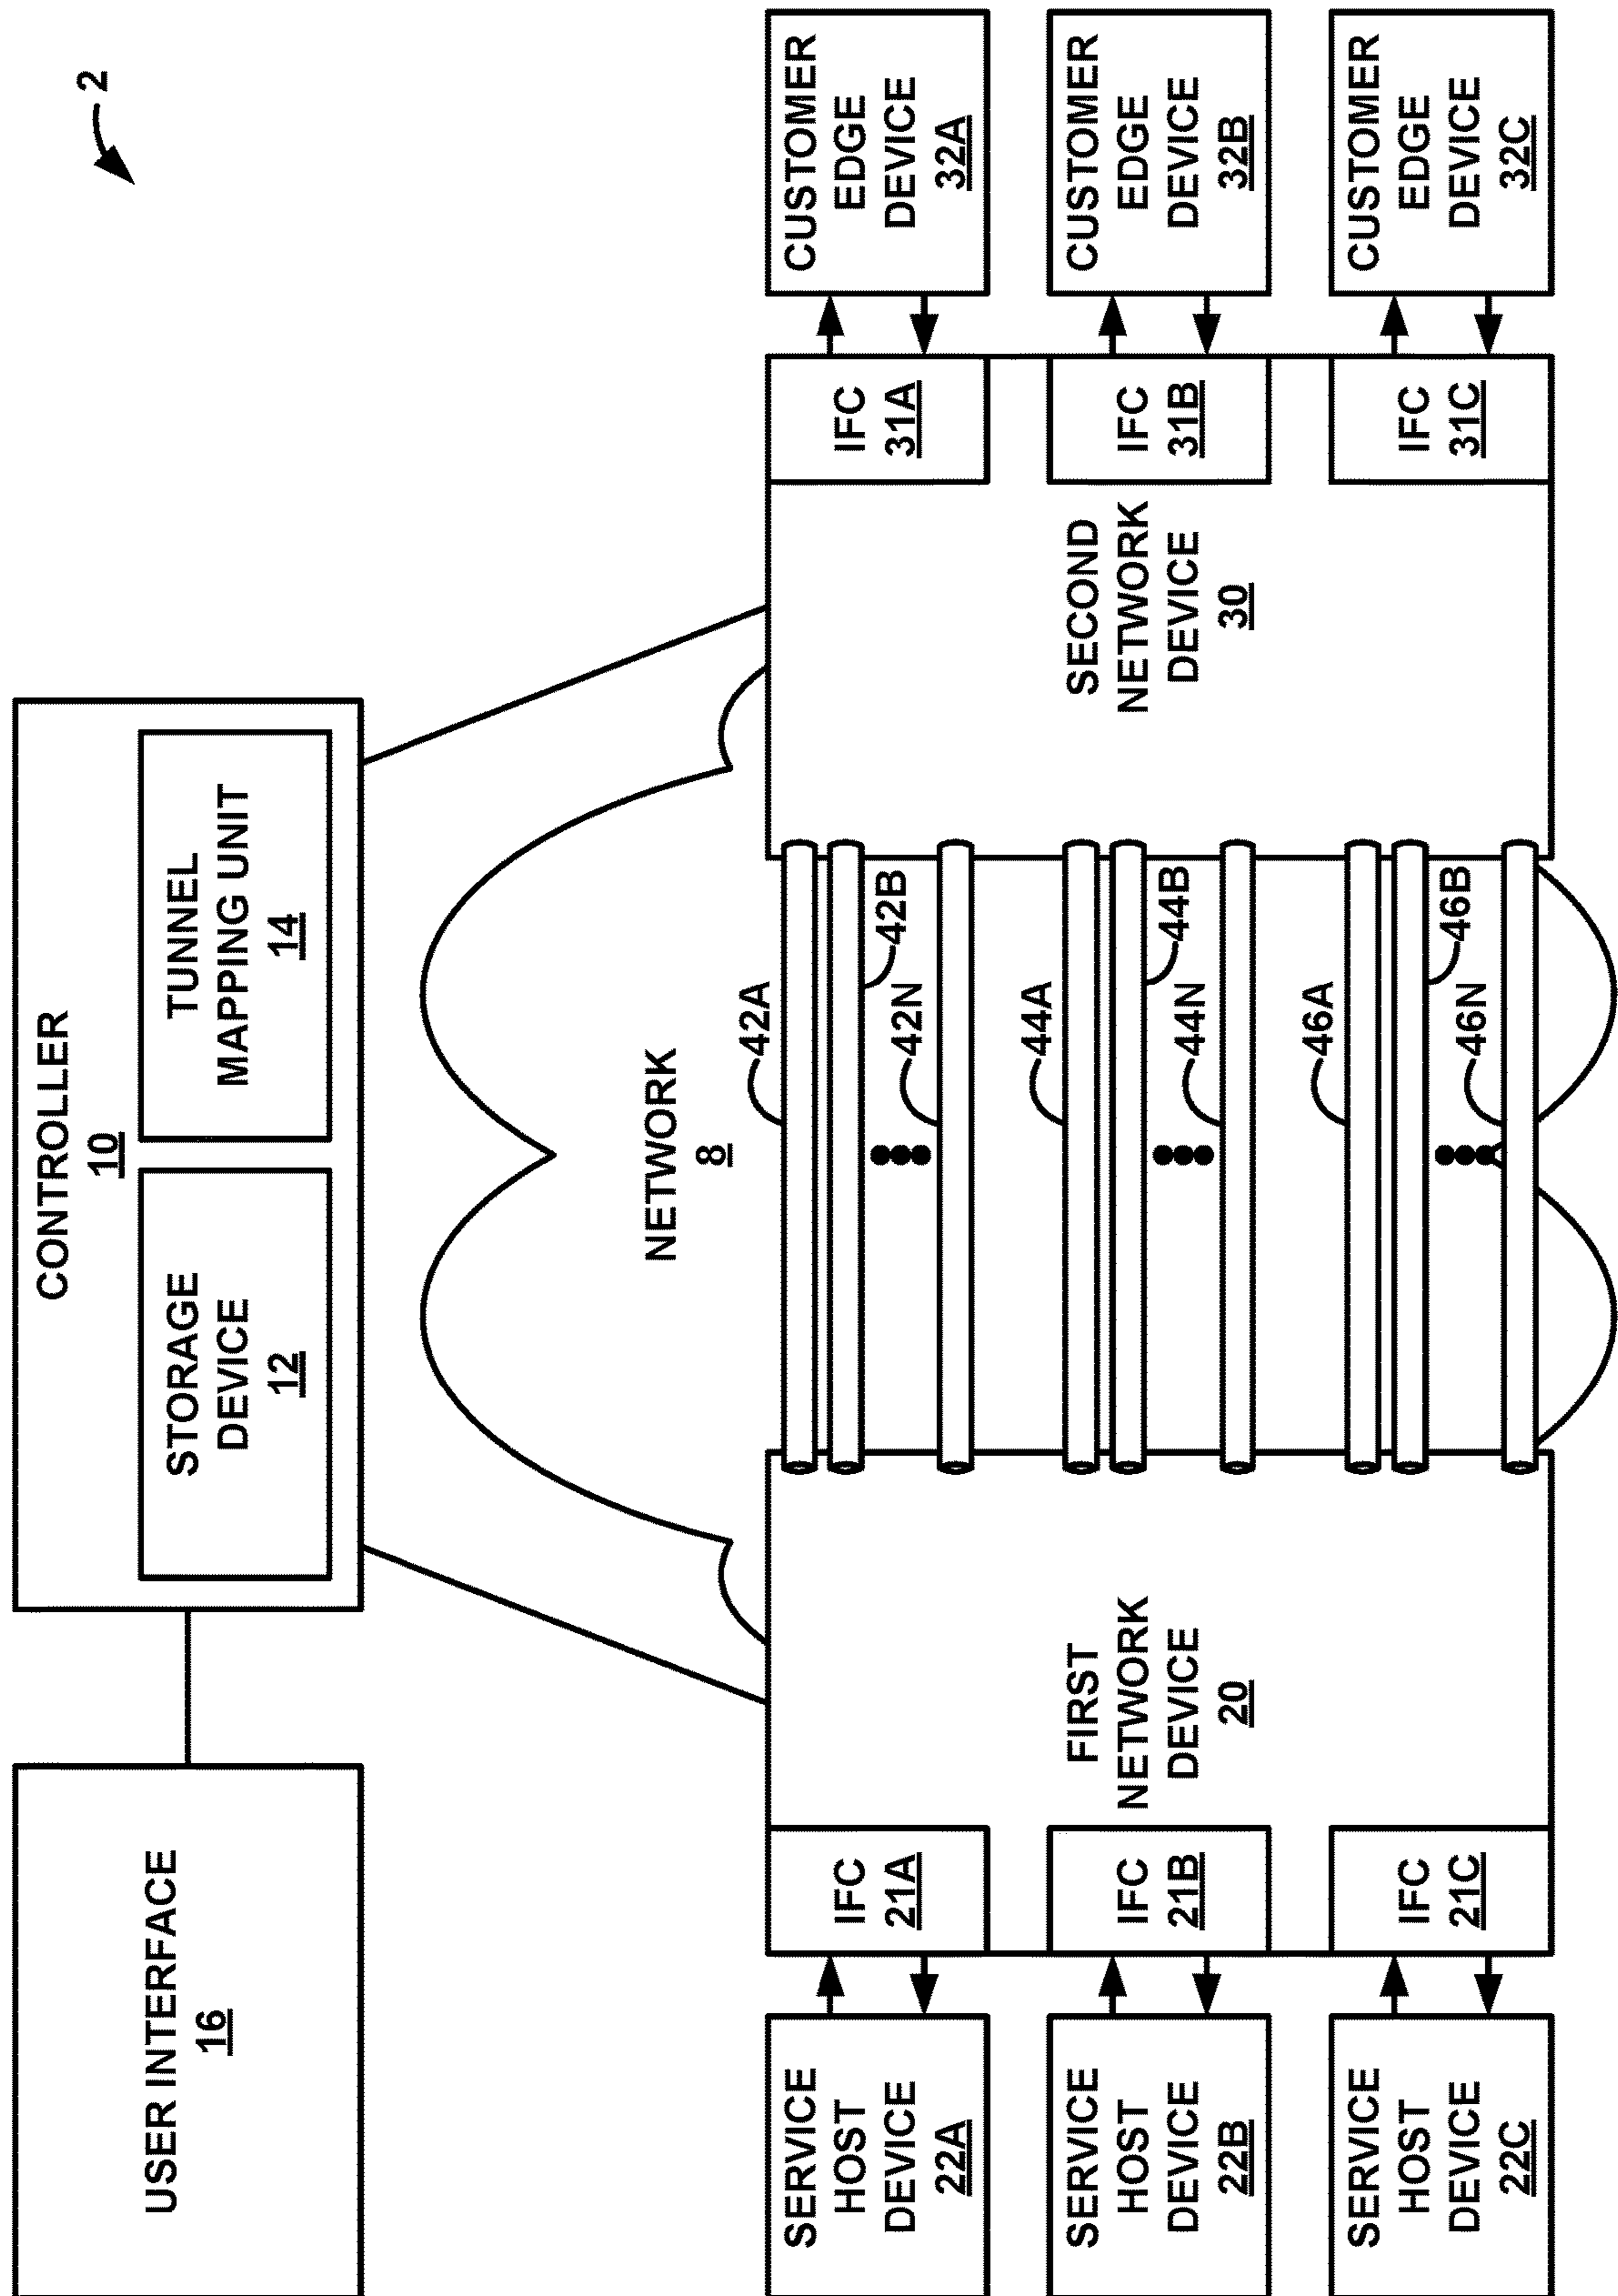 2
USER INTERFACE
16
CONTROLLER
10
STORAGE
DEVICE
12
TUNNEL
MAPPING UNIT
14
NETWORK
8
SERVICE
HOST
DEVICE
22A
IFC
21A
SERVICE
HOST
DEVICE
22B
IFC
21B
SERVICE
HOST
DEVICE
22C
IFC
21C
FIRST
NETWORK
DEVICE
20
42A
42B
42N
44A
44B
44N
46A
46B
46N
SECOND
NETWORK
DEVICE
30
IFC
31A
CUSTOMER
EDGE
DEVICE
32A
IFC
31B
CUSTOMER
EDGE
DEVICE
32B
IFC
31C
CUSTOMER
EDGE
DEVICE
32C